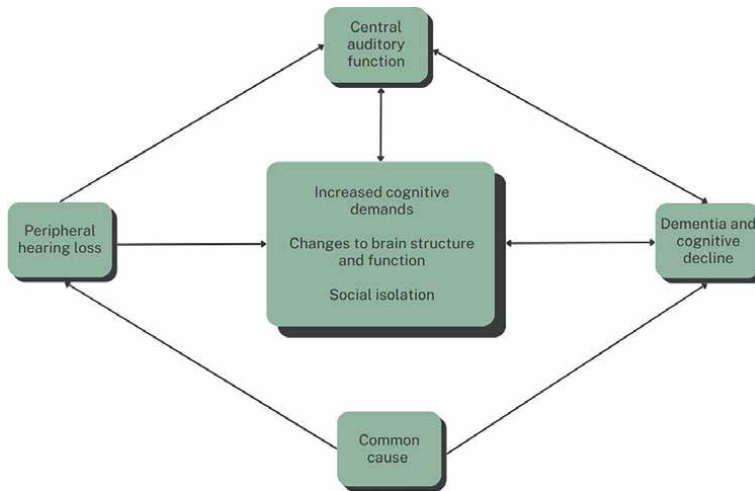 Central
auditory
function
Increased cognitive
demands
Changes to brain structure
and function
Social isolation
Peripheral
hearing loss
Dementia and
cognitive
decline
Common
cause